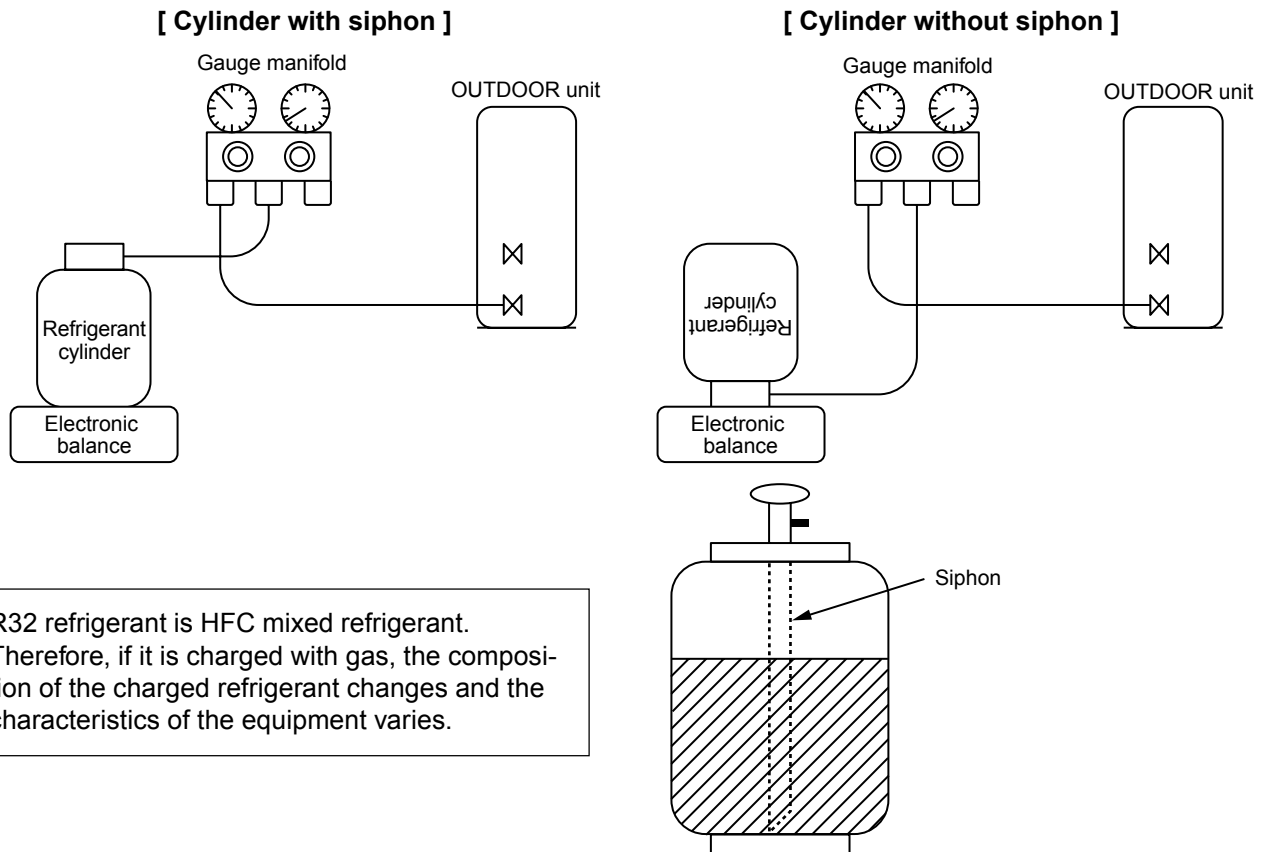 [ Cylinder with siphon ]
Gauge manifold
OUTDOOR unit
Refrigerant
cylinder
Electronic
balance
[ Cylinder without siphon ]
Gauge manifold
OUTDOOR unit
Refrigerant
cylinder
Electronic
balance
Siphon
R32 refrigerant is HFC mixed refrigerant.
Therefore, if it is charged with gas, the composi-
tion of the charged refrigerant changes and the
characteristics of the equipment varies.